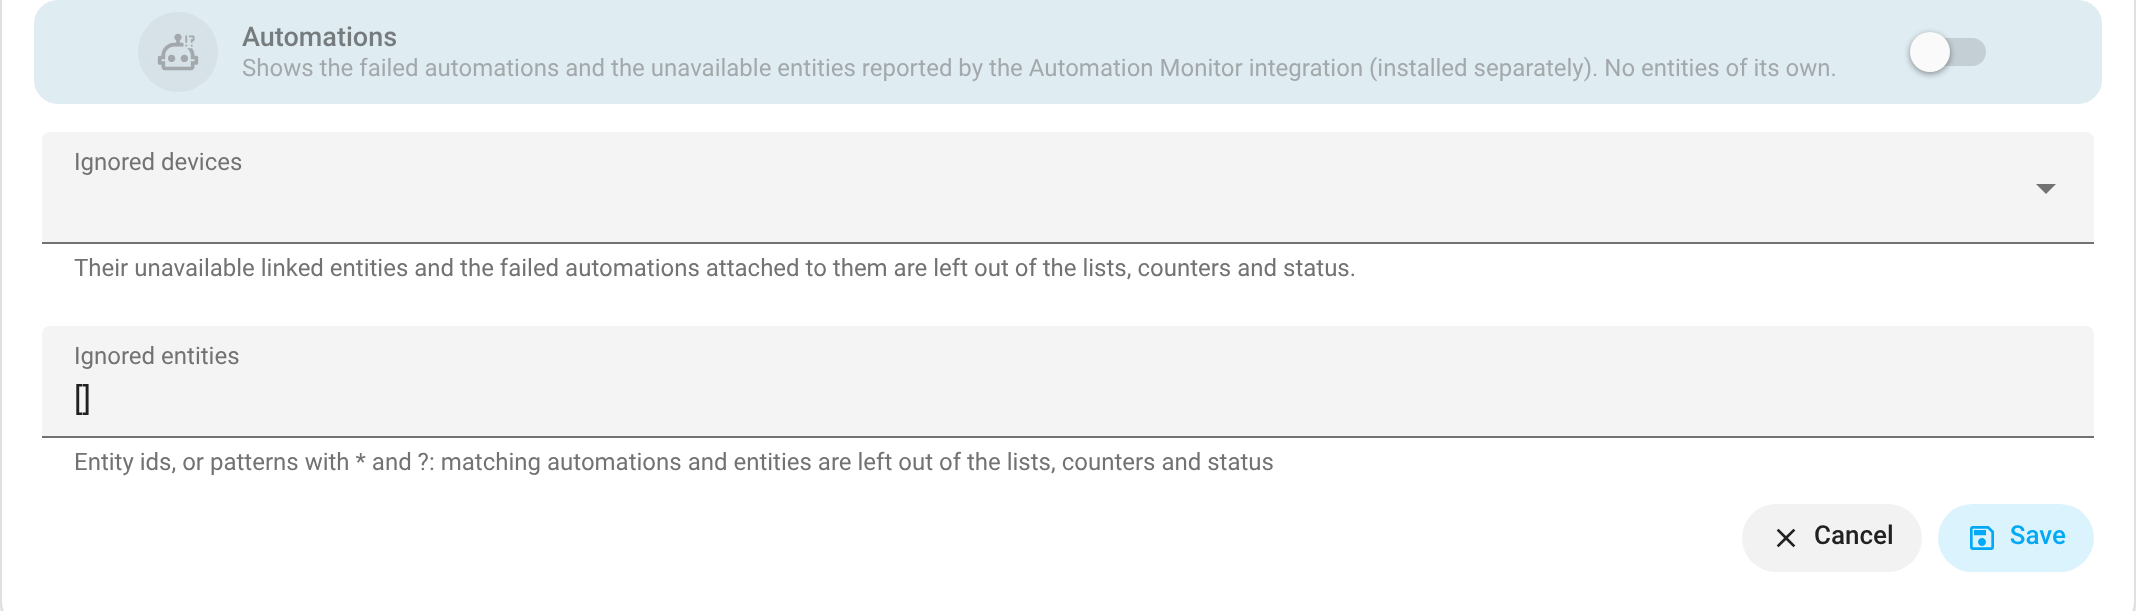 Automations
Shows the failed automations and the unavailable entities reported by the Automation Monitor integration (installed separately). No entities of its own.
Ignored devices
Their unavailable linked entities and the failed automations attached to them are left out of the lists, counters and status.
Ignored entities
[]
Entity ids, or patterns with * and ?: matching automations and entities are left out of the lists, counters and status
Cancel
Save